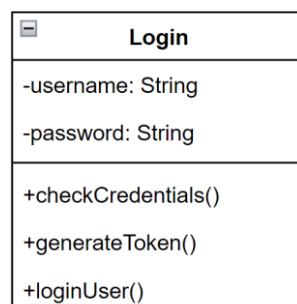 Login
-username: String
-password: String
+checkCredentials()
+generateToken()
+loginUser()